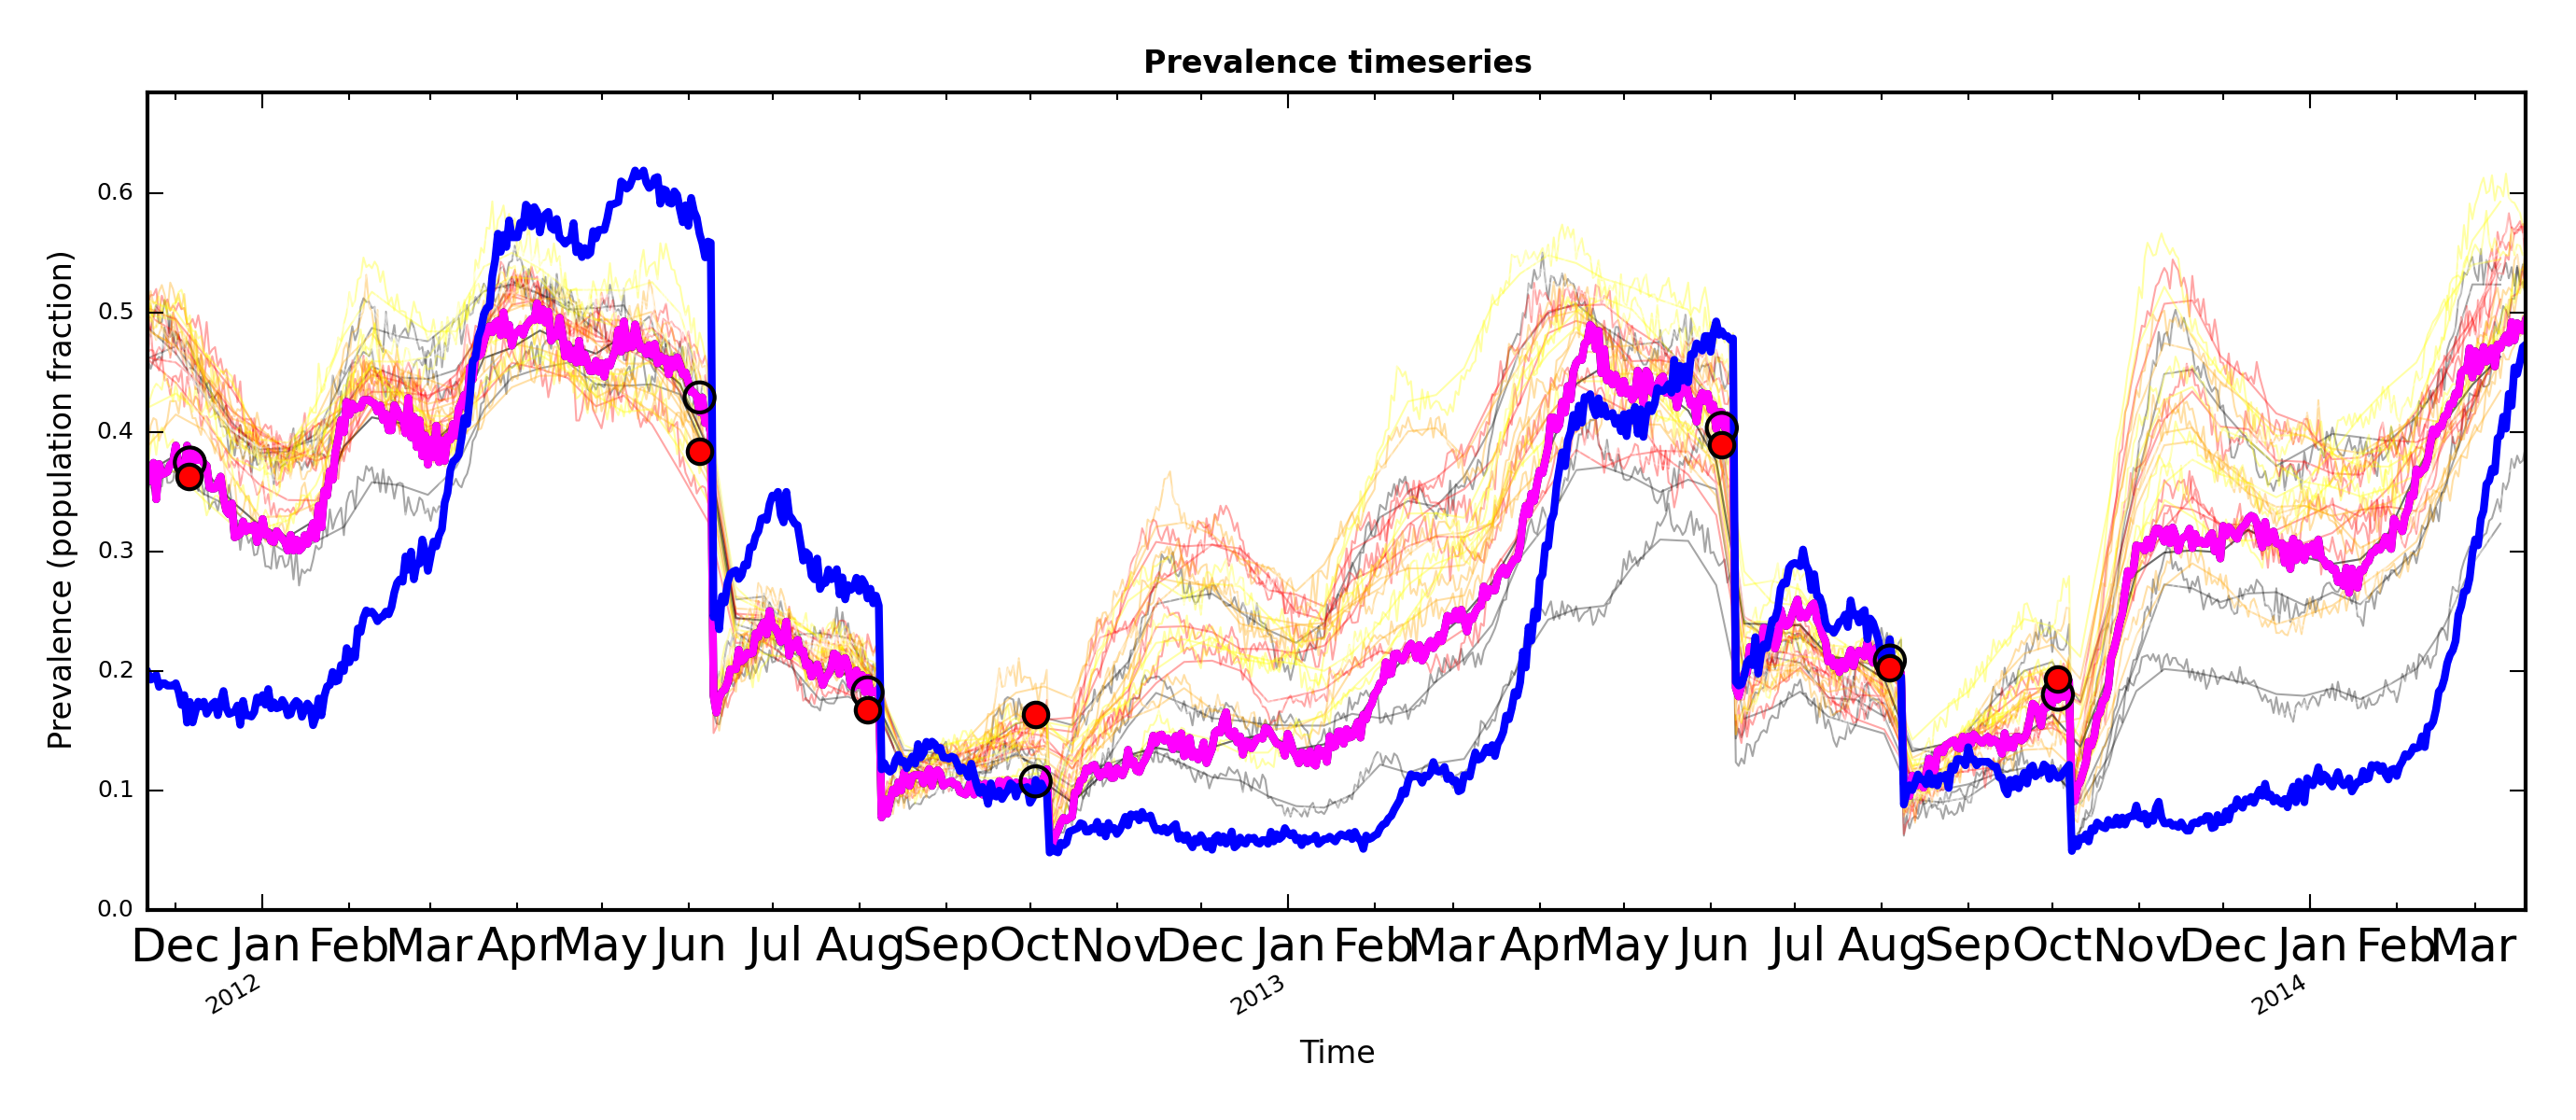 Prevalence timeseries
Prevalence (population fraction)
0.6
0.5
0.4
0.3
0.2
0.1
0.0
Dec Jan Feb Mar Apr May Jun Jul Aug Sep Oct Nov Dec Jan Feb Mar Apr May Jun Jul Aug Sep Oct Nov Dec Jan Feb Mar
2012 2013 2014
Time